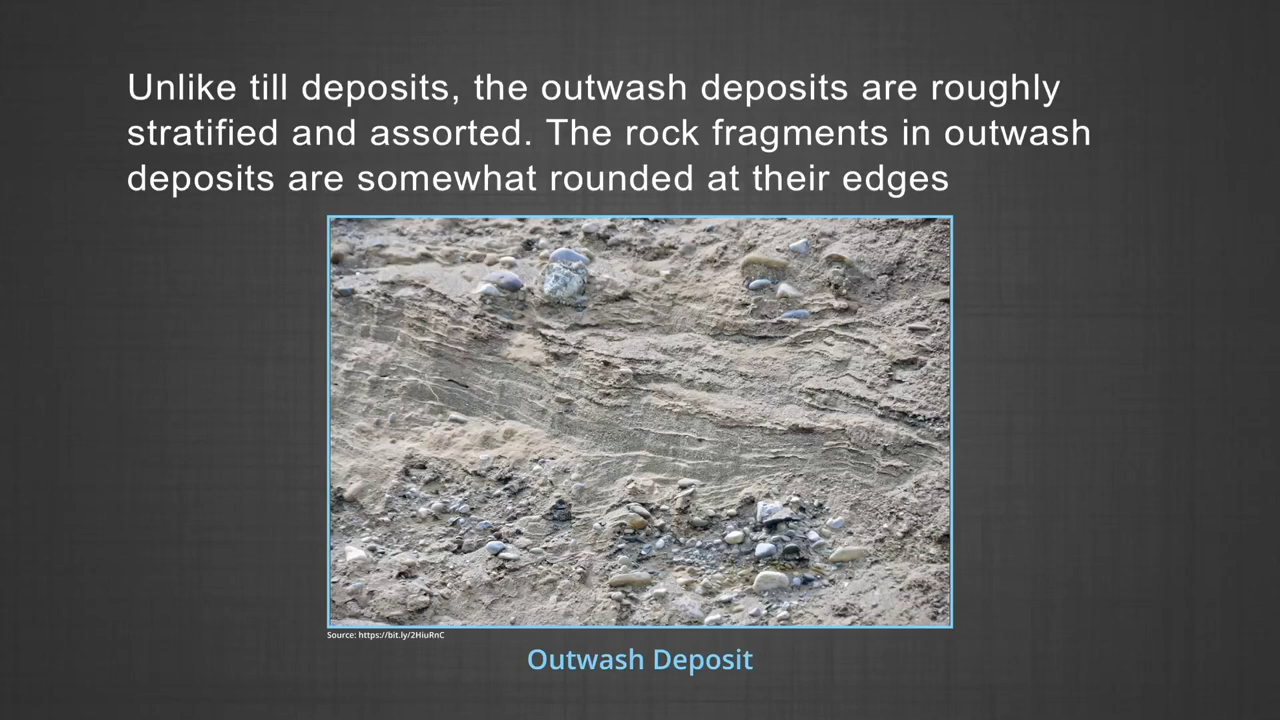 Unlike till deposits, the outwash deposits are roughly
stratified and assorted. The rock fragments in outwash
deposits are somewhat rounded at their edges
Source: https://bit.ly/2HiuRnC
Outwash Deposit